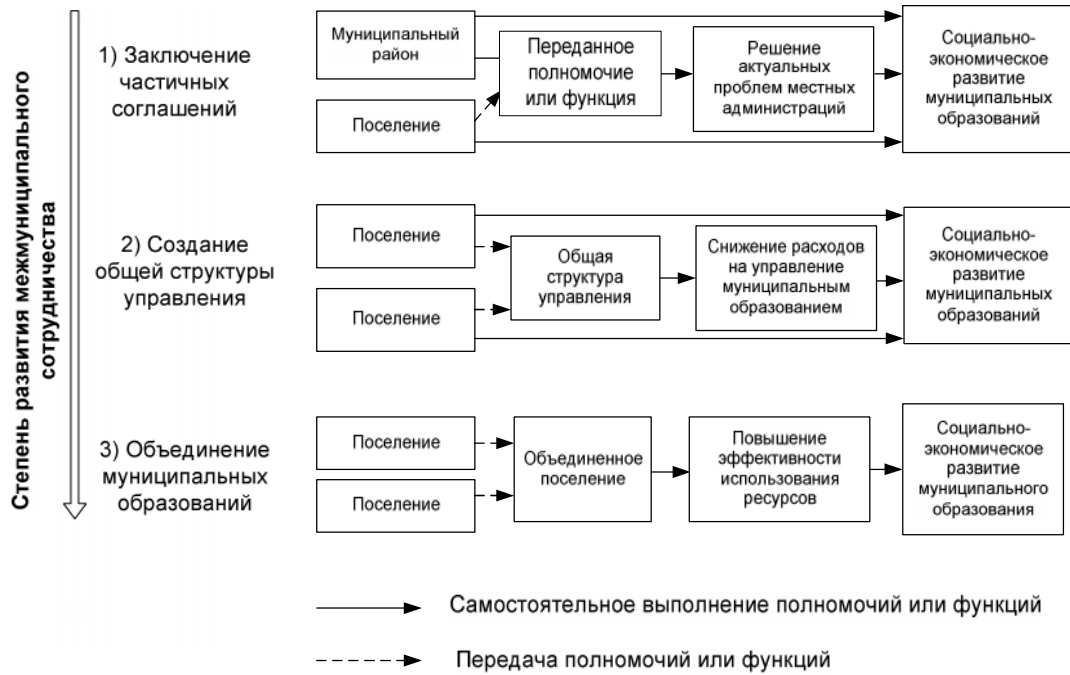 Степень развития межмуниципального
сотрудничества
1) Заключение
частичных
соглашений
Муниципальный
район
Поселение
Переданное
полномочие
или функция
Решение
актуальных
проблем местных
администраций
Социально-
экономическое
развитие
муниципальных
образований
2) Создание
общей структуры
управления
Поселение
Поселение
Общая
структура
управления
Снижение расходов
на управление
муниципальным
образованием
Социально-
экономическое
развитие
муниципальных
образований
3) Объединение
муниципальных
образований
Поселение
Поселение
Объединенное
поселение
Повышение
эффективности
использования
ресурсов
Социально-
экономическое
развитие
муниципального
образования
Самостоятельное выполнение полномочий или функций
Передача полномочий или функций